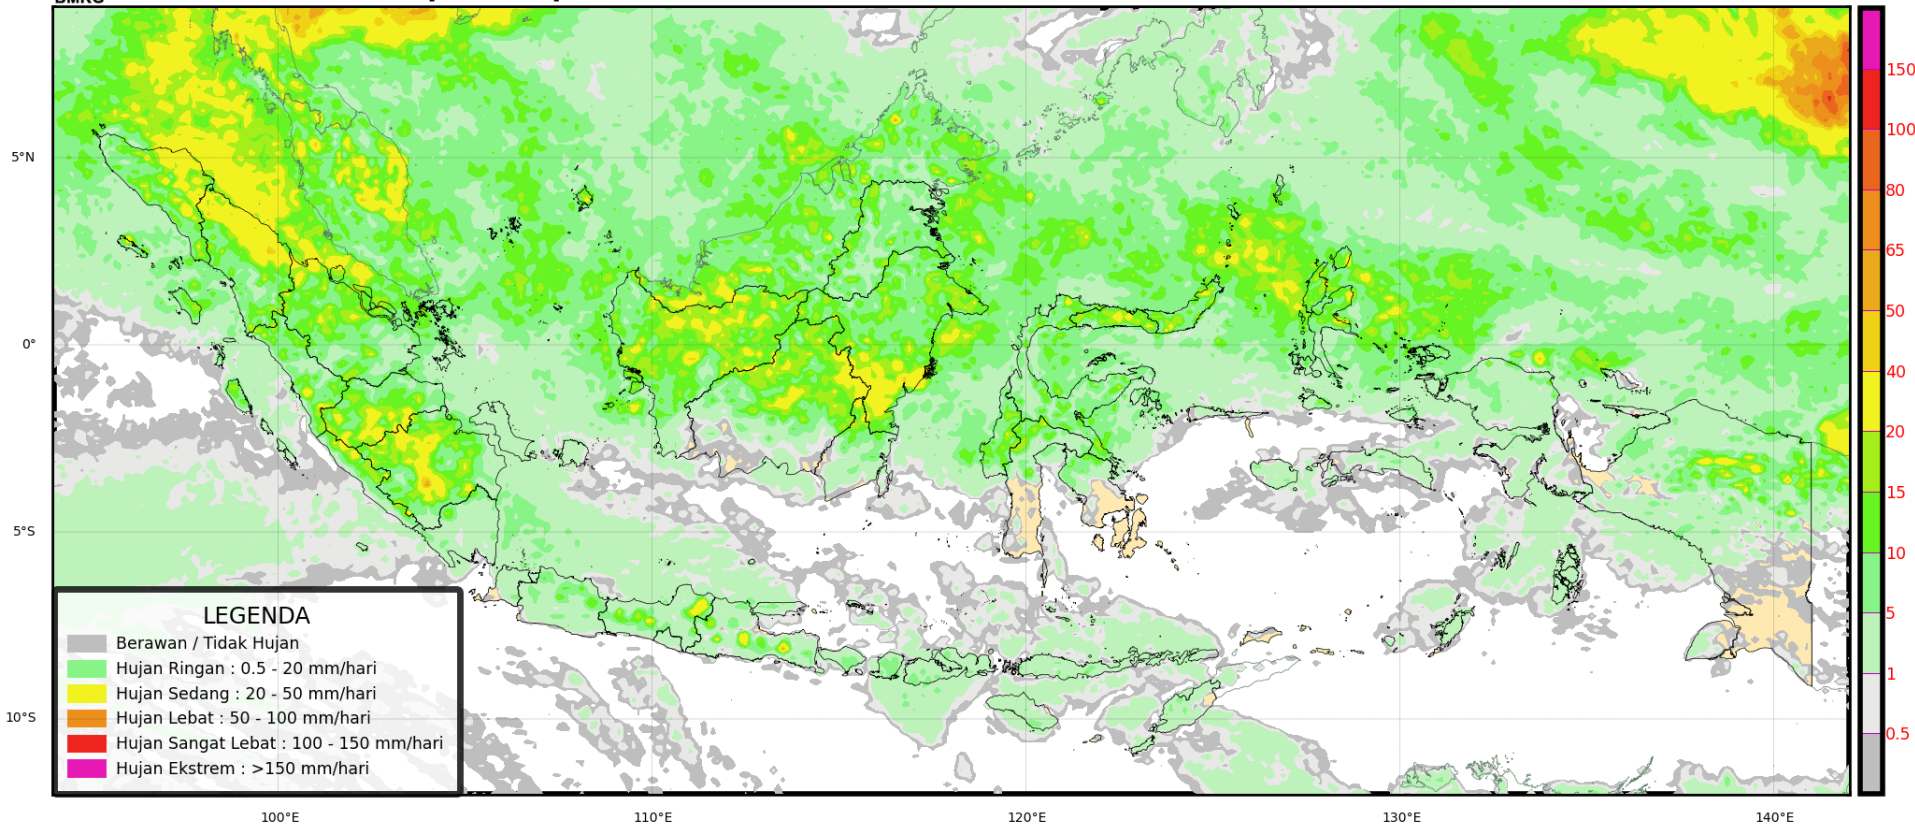 BMKG
5°N
0°
5°S
10°S
100°E
110°E
120°E
130°E
140°E
150
100
80
65
50
40
20
15
10
5
1
0.5
LEGENDA
Berawan / Tidak Hujan
Hujan Ringan : 0.5 - 20 mm/hari
Hujan Sedang : 20 - 50 mm/hari
Hujan Lebat : 50 - 100 mm/hari
Hujan Sangat Lebat : 100 - 150 mm/hari
Hujan Ekstrem : >150 mm/hari